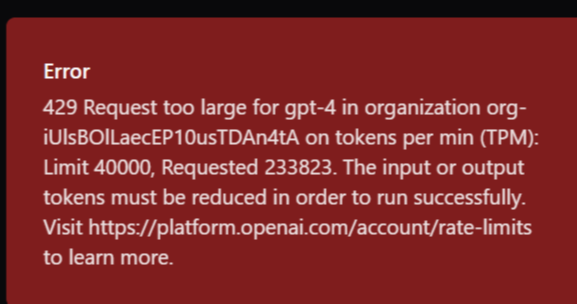 Error
429 Request too large for gpt-4 in organization org-
iUlsBOlLaecEP10usTDAn4tA on tokens per min (TPM):
Limit 40000, Requested 233823. The input or output
tokens must be reduced in order to run successfully.
Visit https://platform.openai.com/account/rate-limits
to learn more.